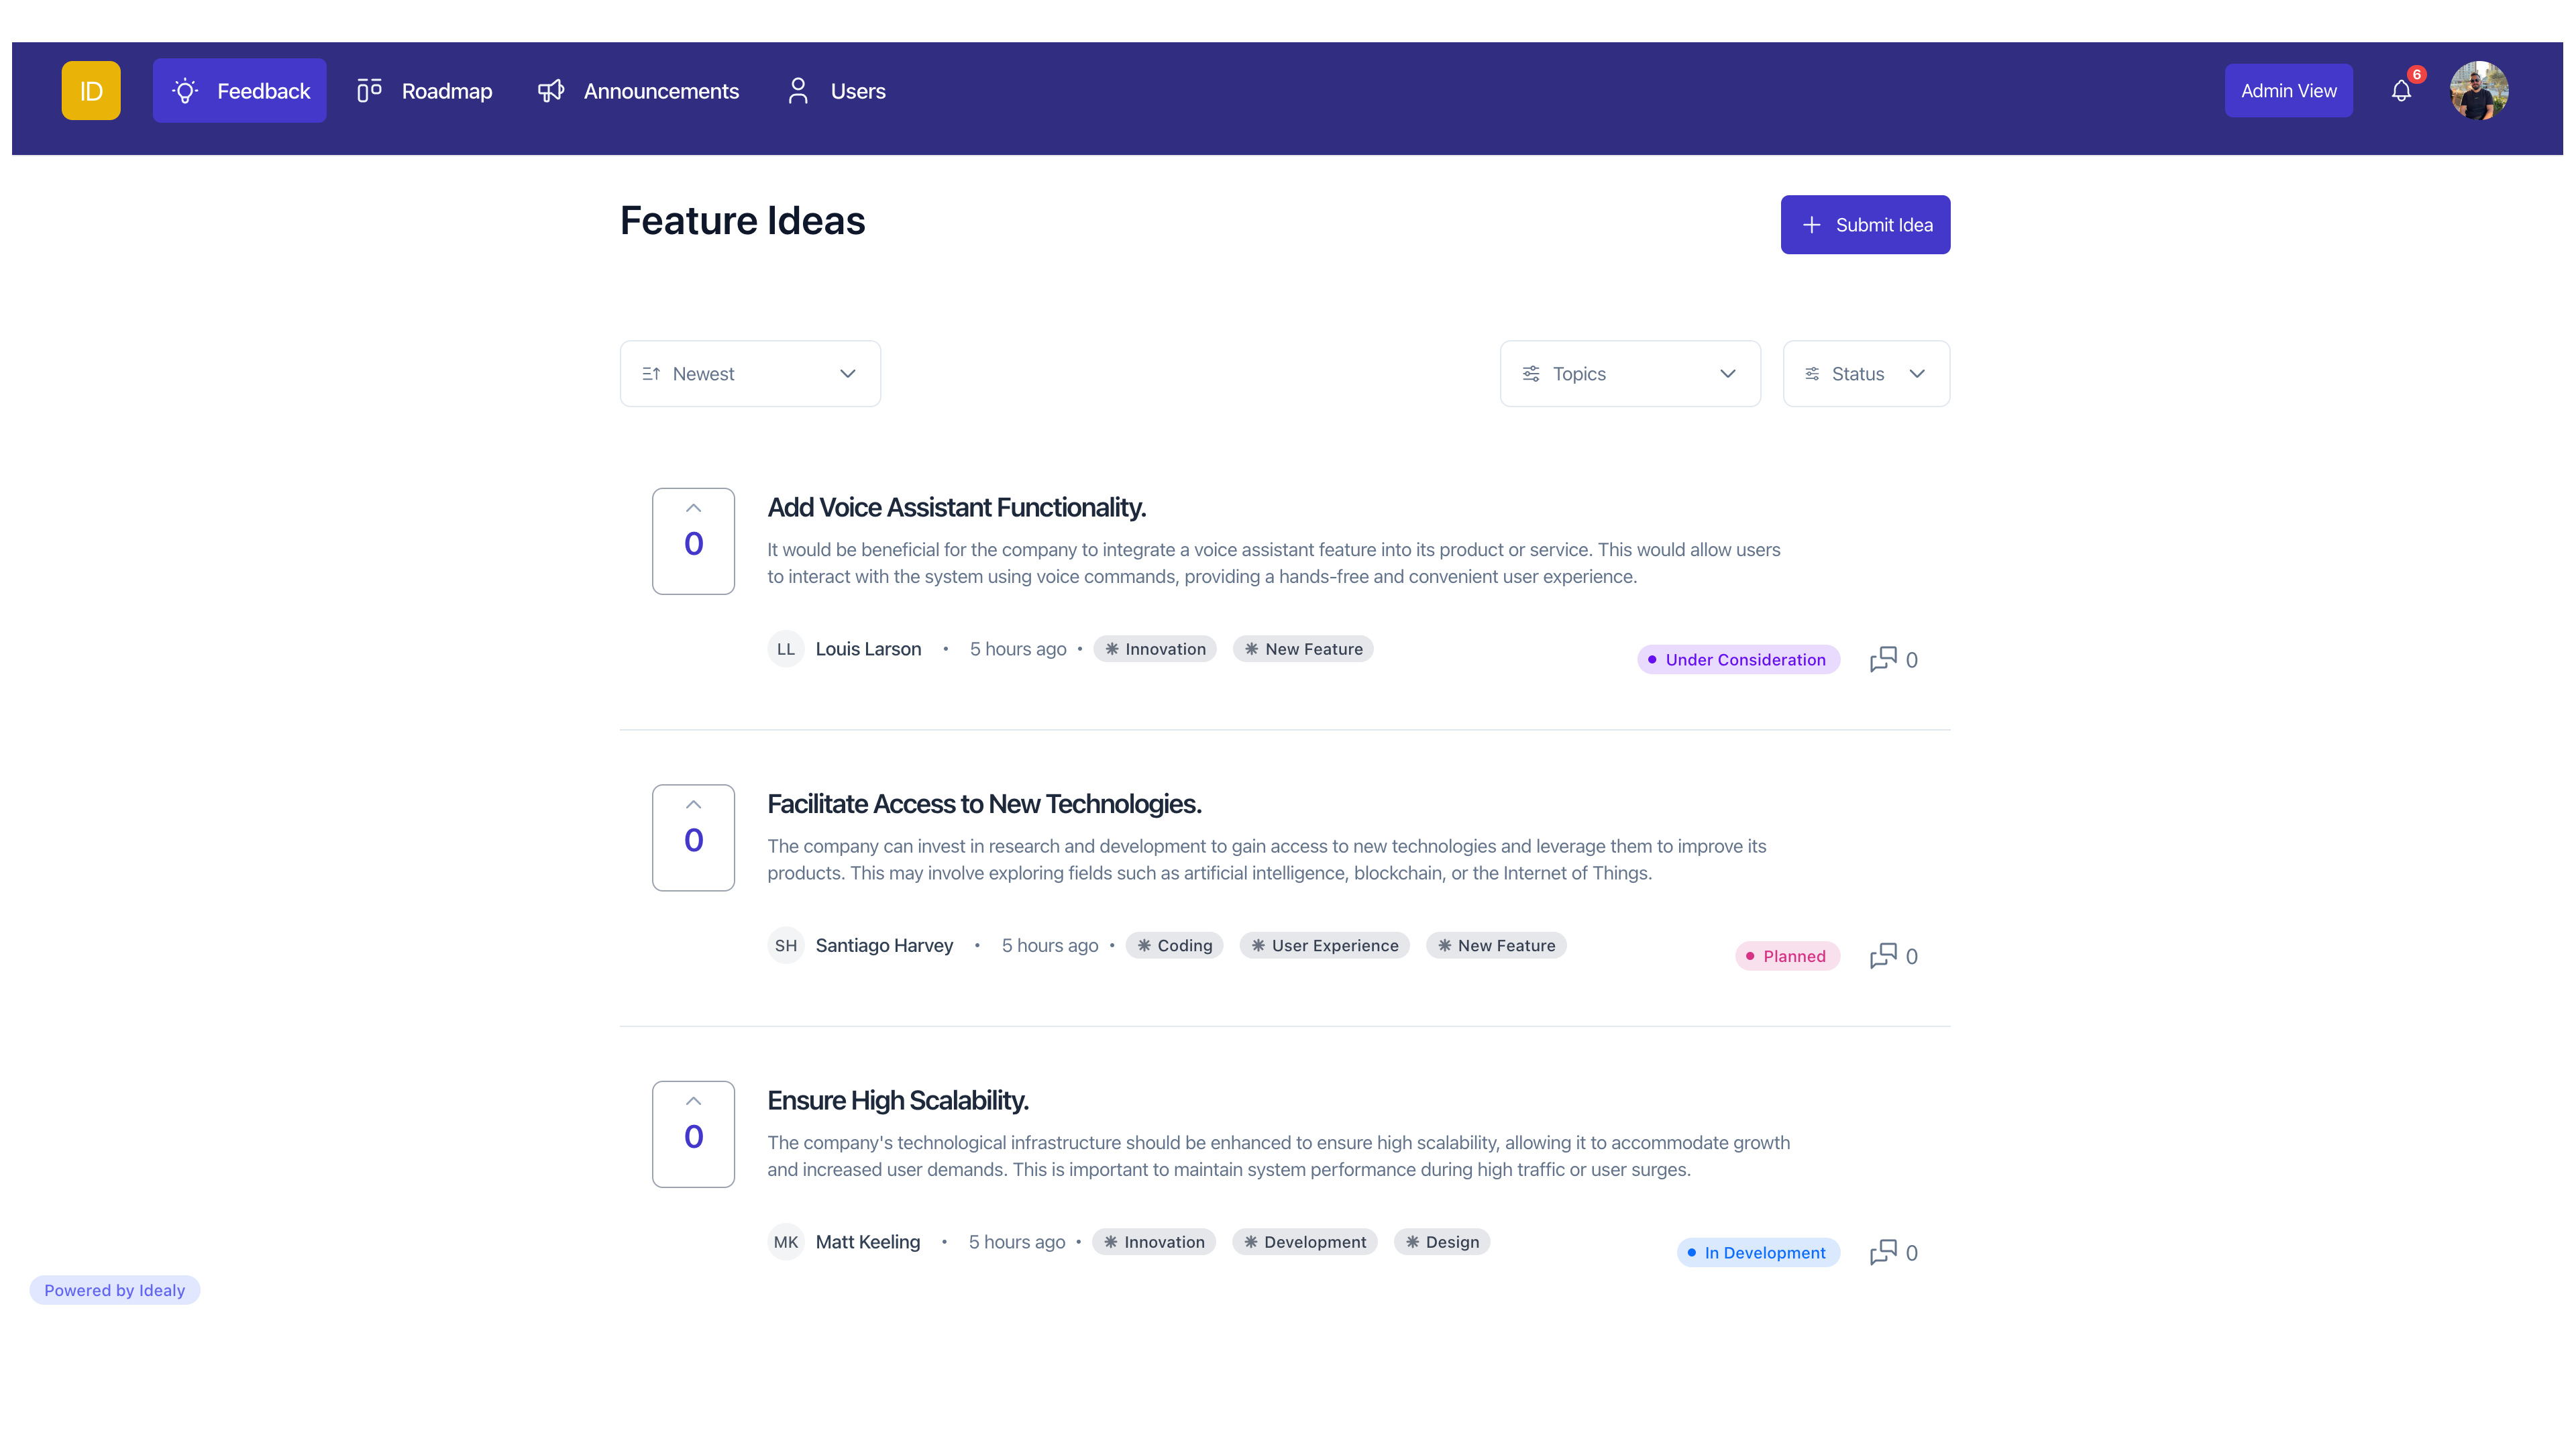 ID Feedback Roadmap Announcements Users Admin View 6
Feature Ideas
Submit Idea
Newest Topics Status
0
Add Voice Assistant Functionality.
It would be beneficial for the company to integrate a voice assistant feature into its product or service. This would allow users
to interact with the system using voice commands, providing a hands-free and convenient user experience.
LL Louis Larson • 5 hours ago • Innovation New Feature
Under Consideration 0
0
Facilitate Access to New Technologies.
The company can invest in research and development to gain access to new technologies and leverage them to improve its
products. This may involve exploring fields such as artificial intelligence, blockchain, or the Internet of Things.
SH Santiago Harvey • 5 hours ago • Coding User Experience New Feature
Planned 0
0
Ensure High Scalability.
The company's technological infrastructure should be enhanced to ensure high scalability, allowing it to accommodate growth
and increased user demands. This is important to maintain system performance during high traffic or user surges.
MK Matt Keeling • 5 hours ago • Innovation Development Design
In Development 0
Powered by Idealy